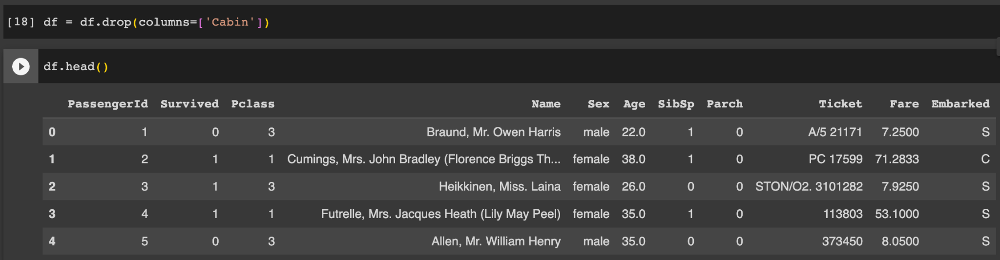 [18] df = df.drop(columns=['Cabin'])
df.head()
PassengerId Survived Pclass Name Sex Age SibSp Parch Ticket Fare Embarked
0 1 0 3 Braund, Mr. Owen Harris male 22.0 1 0 A/5 21171 7.2500 S
1 2 1 1 Cumings, Mrs. John Bradley (Florence Briggs Th... female 38.0 1 0 PC 17599 71.2833 C
2 3 1 3 Heikkinen, Miss. Laina female 26.0 0 0 STON/O2. 3101282 7.9250 S
3 4 1 1 Futrelle, Mrs. Jacques Heath (Lily May Peel) female 35.0 1 0 113803 53.1000 S
4 5 0 3 Allen, Mr. William Henry male 35.0 0 0 373450 8.0500 S